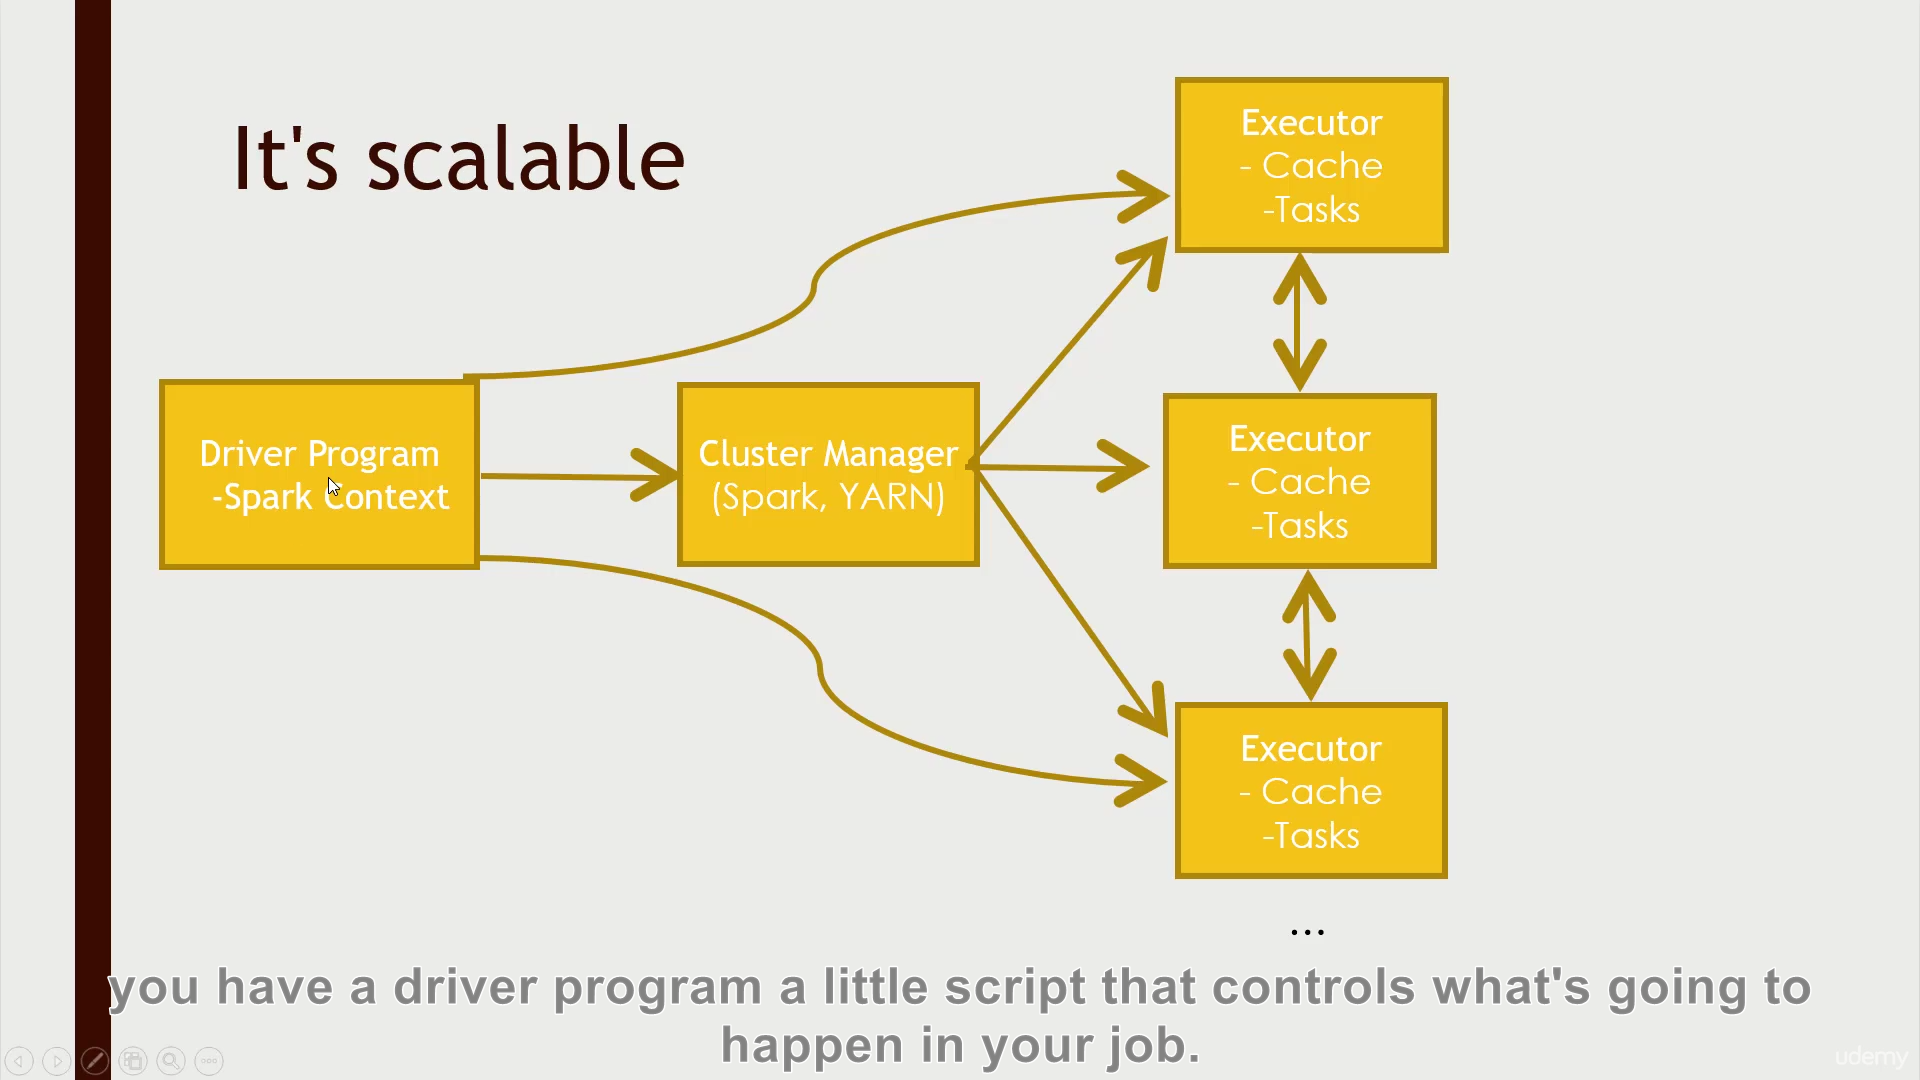 It's scalable
Driver Program
-Spark Context
Cluster Manager
(Spark, YARN)
Executor
- Cache
-Tasks
Executor
- Cache
-Tasks
Executor
- Cache
-Tasks
...
you have a driver program a little script that controls what's going to
happen in your job.
udemy